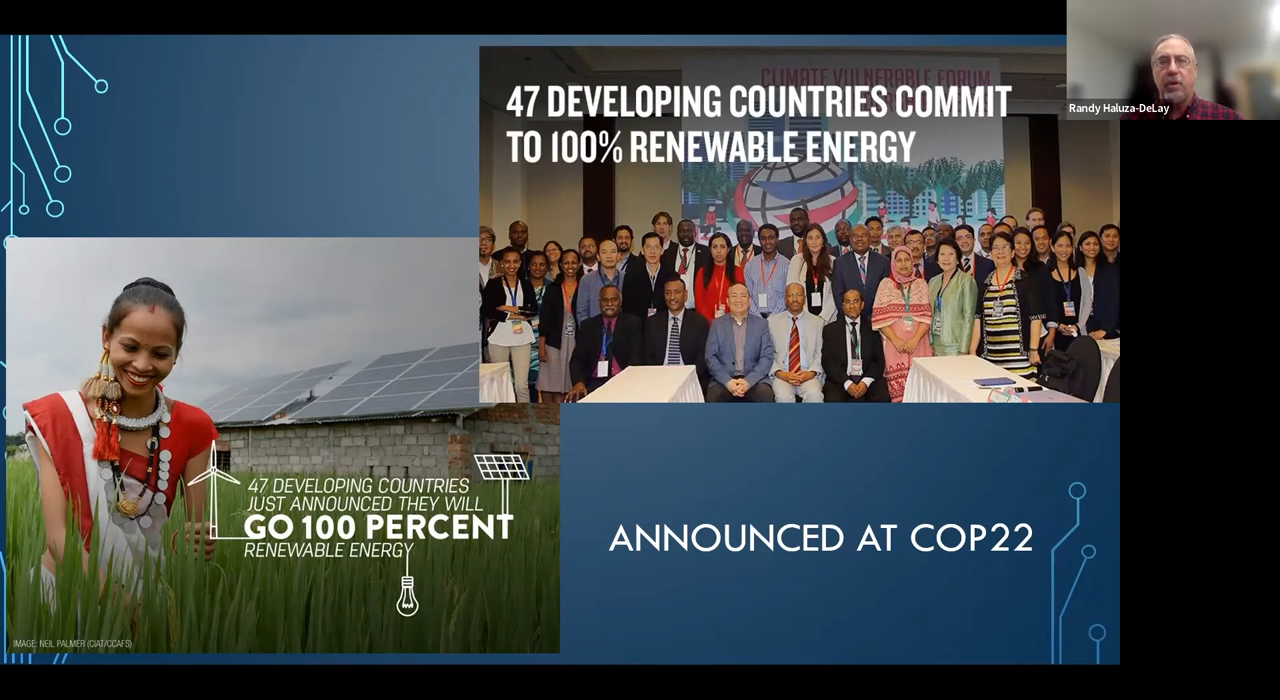 CLIMATE VULNERABLE FORUM
47 DEVELOPING COUNTRIES COMMIT
TO 100% RENEWABLE ENERGY
Randy Haluza-DeLay
47 DEVELOPING COUNTRIES
JUST ANNOUNCED THEY WILL
GO 100 PERCENT
RENEWABLE ENERGY
IMAGE: NEIL PALMER (CIAT/CCAFS)
ANNOUNCED AT COP22